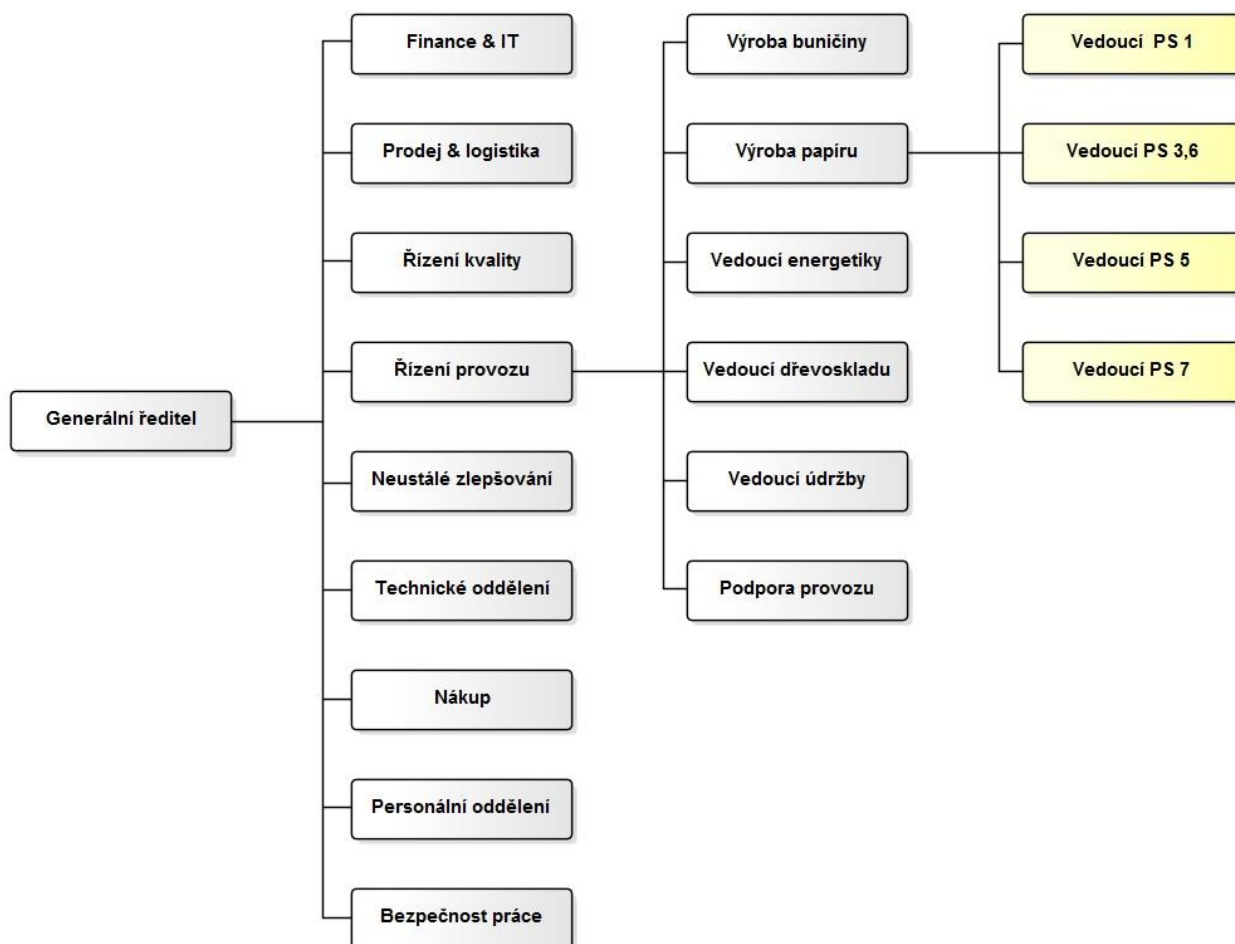 Finance & IT
Výroba buničiny
Vedoucí  PS 1
Prodej & logistika
Výroba papíru
Vedoucí PS 3,6
Řízení kvality
Vedoucí energetiky
Vedoucí PS 5
Řízení provozu
Vedoucí dřevoskladu
Vedoucí PS 7
Generální ředitel
Neustálé zlepšování
Vedoucí údržby
Technické oddělení
Podpora provozu
Nákup
Personální oddělení
Bezpečnost práce